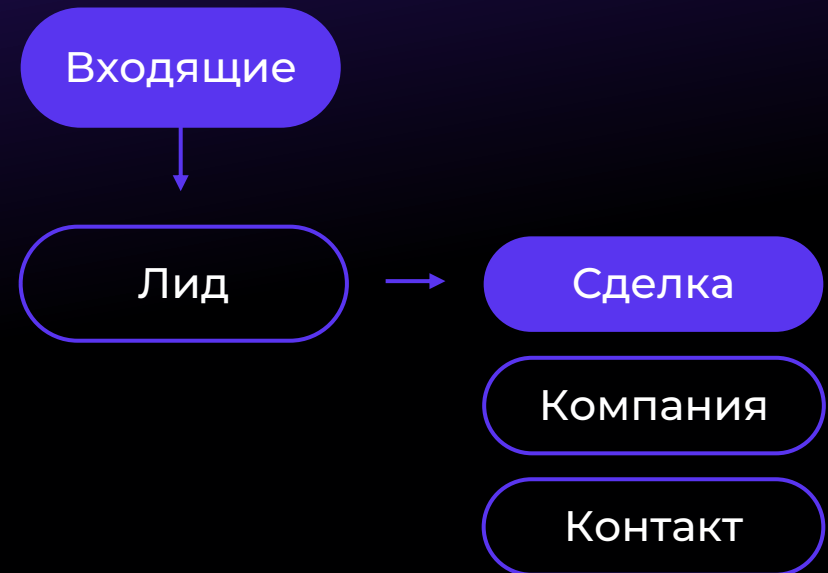 Входящие
Лид
Сделка
Компания
Контакт